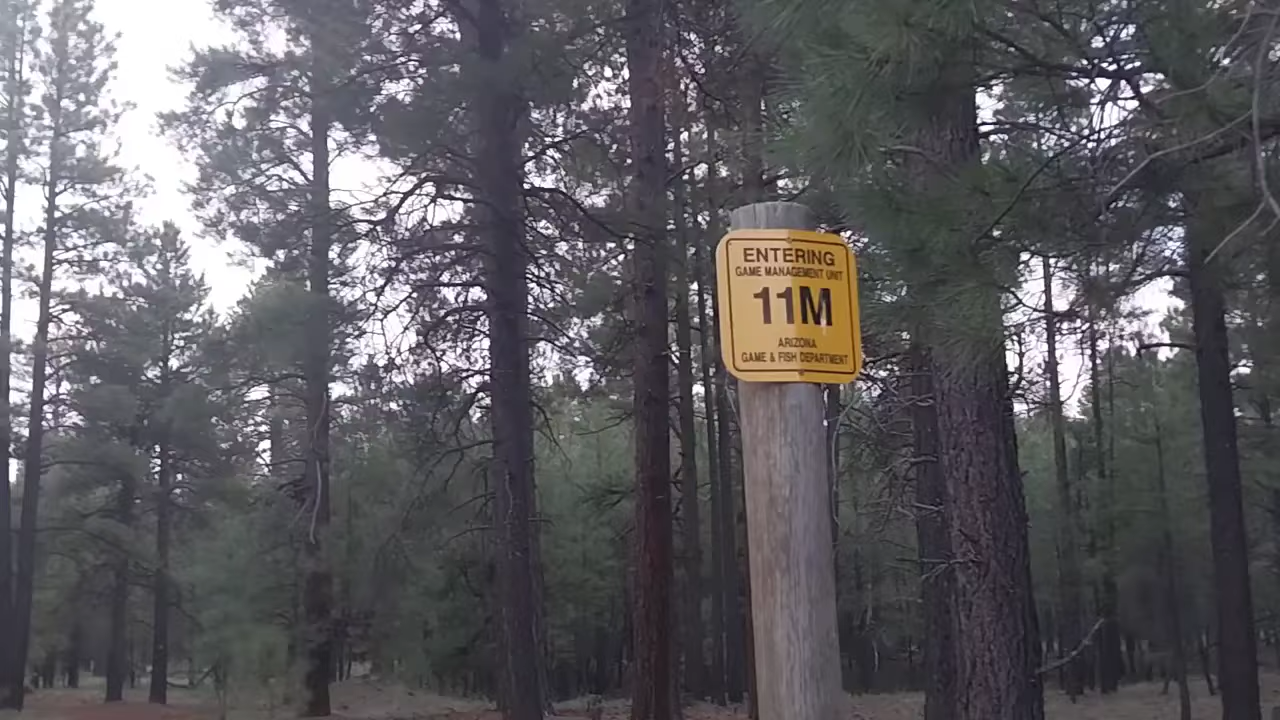 ENTERING
GAME MANAGEMENT UNIT
11M
ARIZONA
GAME & FISH DEPARTMENT